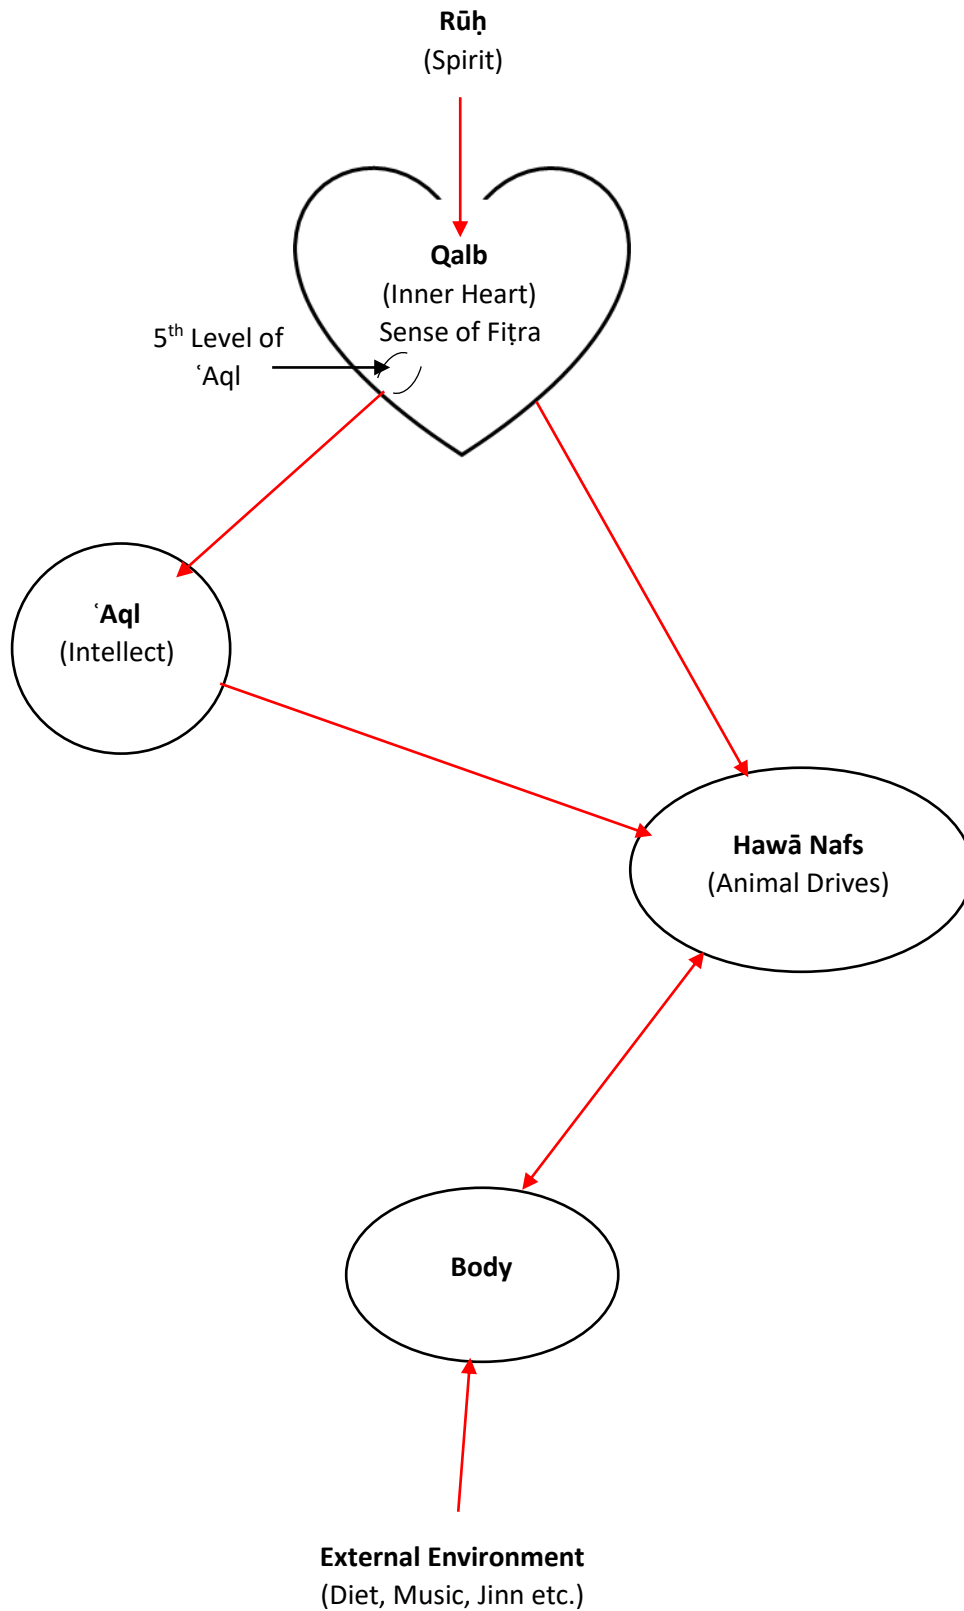 Rūḥ
(Spirit)
Qalb
(Inner Heart)
Sense of Fiṭra
5th Level of
ʿAql
ʿAql
(Intellect)
Hawā Nafs
(Animal Drives)
Body
External Environment
(Diet, Music, Jinn etc.)